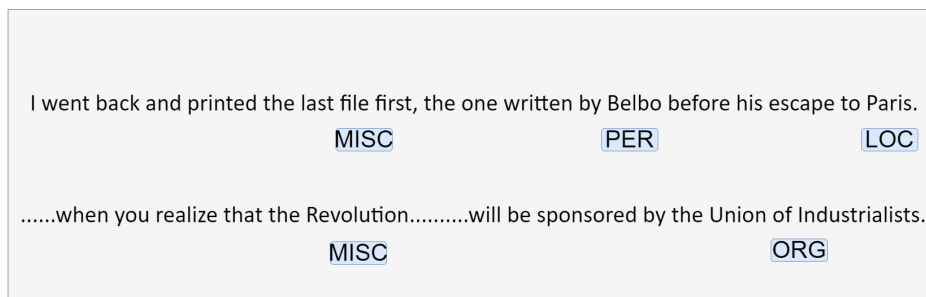 I went back and printed the last file first, the one written by Belbo before his escape to Paris.
MISC PER LOC
......when you realize that the Revolution..........will be sponsored by the Union of Industrialists.
MISC ORG